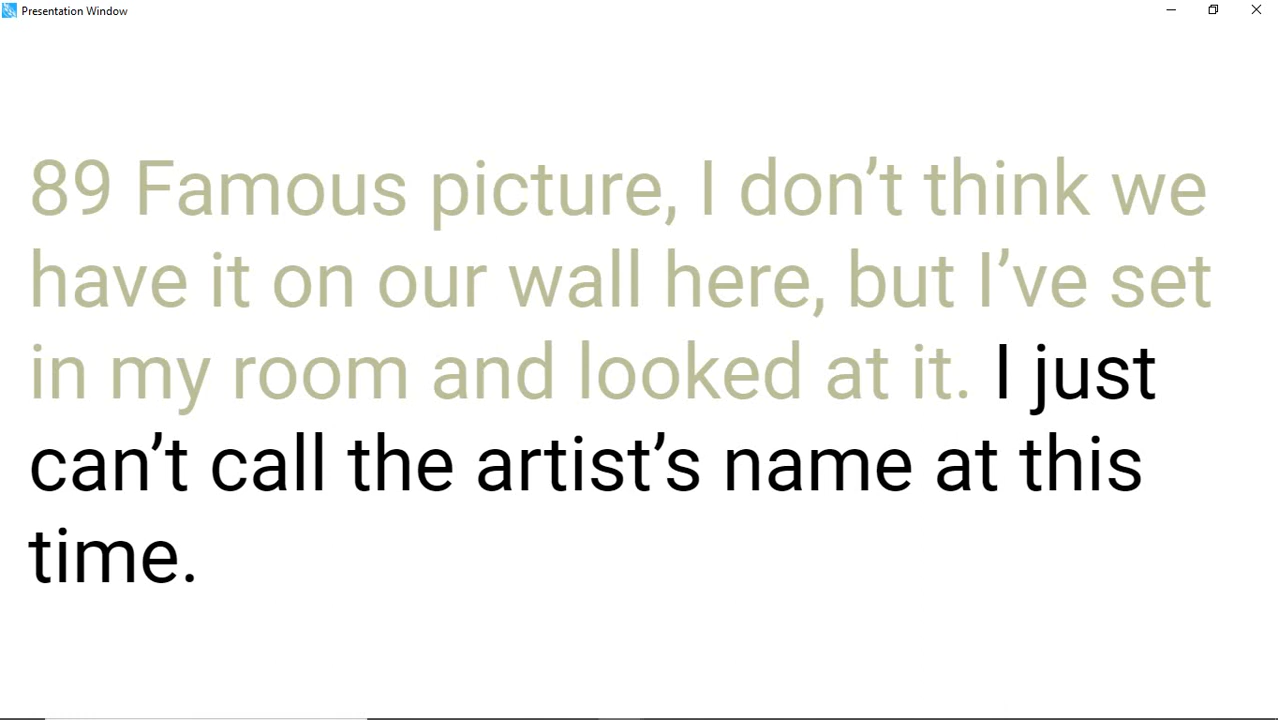 Presentation Window
89 Famous picture, I don’t think we
have it on our wall here, but I’ve set
in my room and looked at it. I just
can’t call the artist’s name at this
time.